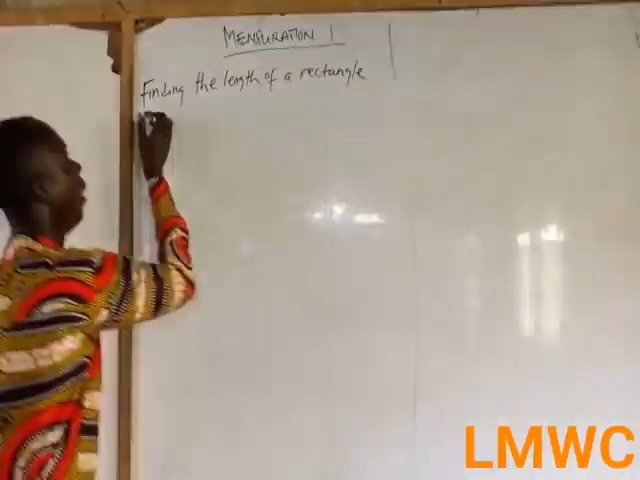 MENSURATION 1
Finding the length of a rectangle
LMWC